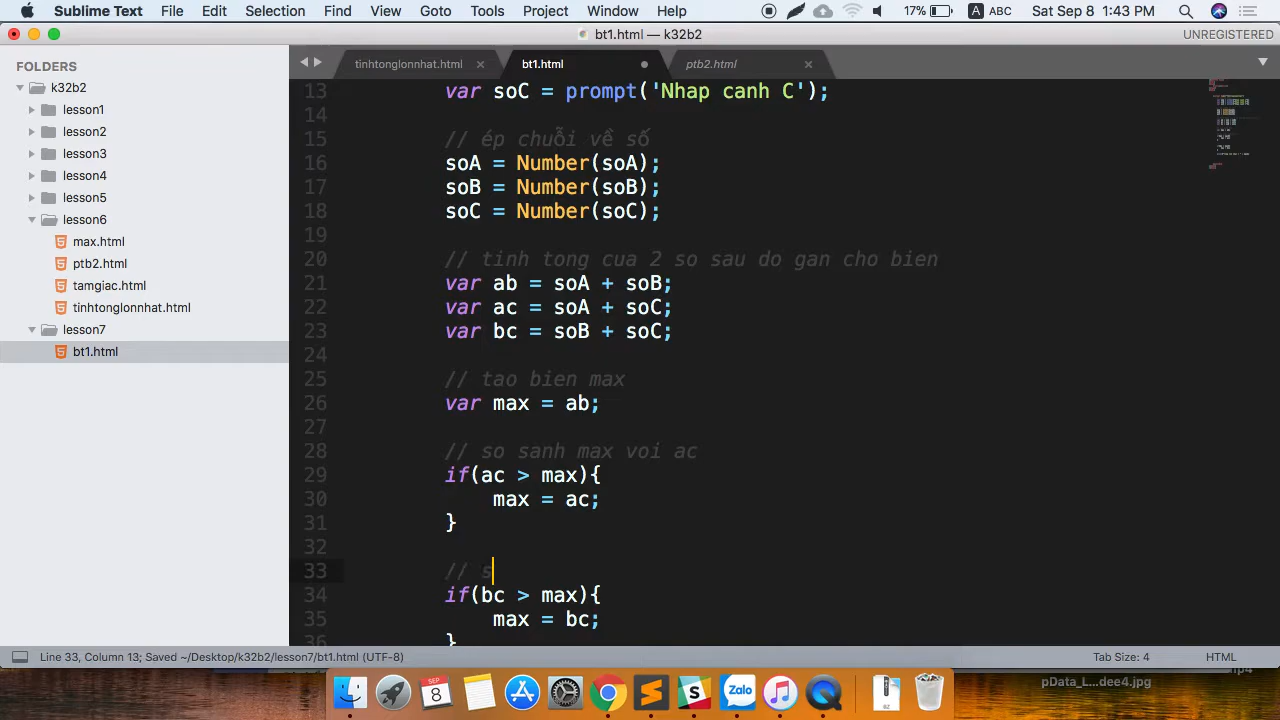 Sublime Text File Edit Selection Find View Goto Tools Project Window Help 17% A ABC Sat Sep 8 1:43 PM
bt1.html — k32b2 UNREGISTERED
FOLDERS
k32b2
lesson1
lesson2
lesson3
lesson4
lesson5
lesson6
max.html
ptb2.html
tamgiac.html
tinhtonglonnhat.html
lesson7
bt1.html
tinhtonglonnhat.html bt1.html ptb2.html
13 var soC = prompt('Nhap canh C');
14
15 // ép chuỗi về số
16 soA = Number(soA);
17 soB = Number(soB);
18 soC = Number(soC);
19
20 // tinh tong cua 2 so sau do gan cho bien
21 var ab = soA + soB;
22 var ac = soA + soC;
23 var bc = soB + soC;
24
25 // tao bien max
26 var max = ab;
27
28 // so sanh max voi ac
29 if(ac > max){
30 max = ac;
31 }
32
33 // s
34 if(bc > max){
35 max = bc;
36 }
Line 33, Column 13; Saved ~/Desktop/k32b2/lesson7/bt1.html (UTF-8) Tab Size: 4 HTML
pData_L...dee4.jpg
SEP
8
Zalo